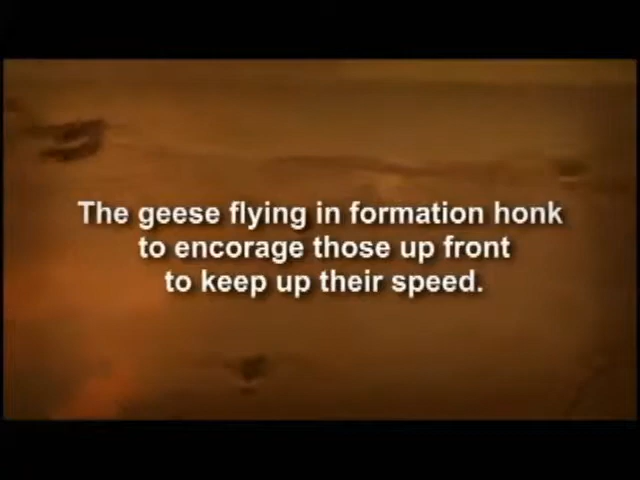 The geese flying in formation honk
to encorage those up front
to keep up their speed.